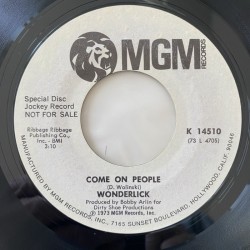 MGM
RECORDS
Special Disc
Jockey Record
NOT FOR SALE
Ribbage Ribbage
Publishing Co.,
Inc. - BMI
3:10
K 14510
(73 L 4705)
COME ON PEOPLE
(D. Wolinski)
WONDERLICK
Produced by Bobby Arlin for
Dirty Shoe Productions
℗ 1973 MGM Records, Inc.
MANUFACTURED BY MGM RECORDS, INC., 7165 SUNSET BOULEVARD, HOLLYWOOD, CALIF. 90046